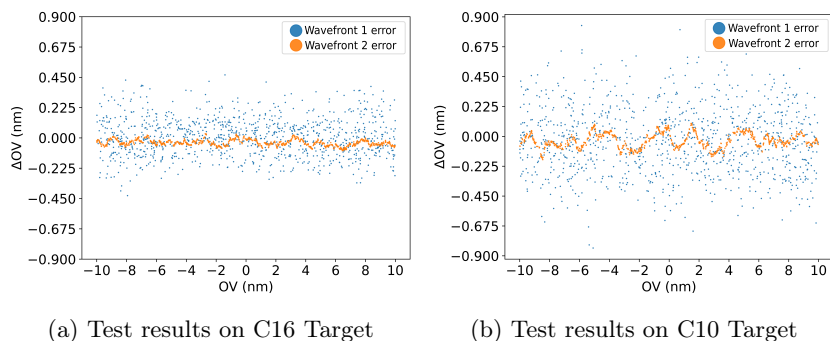 0.900
0.675
0.450
0.225
0.000
−0.225
−0.450
−0.675
−0.900
ΔOV (nm)
Wavefront 1 error
Wavefront 2 error
−10 −8 −6 −4 −2 0 2 4 6 8 10
OV (nm)
(a) Test results on C16 Target
0.900
0.675
0.450
0.225
0.000
−0.225
−0.450
−0.675
−0.900
ΔOV (nm)
Wavefront 1 error
Wavefront 2 error
−10 −8 −6 −4 −2 0 2 4 6 8 10
OV (nm)
(b) Test results on C10 Target